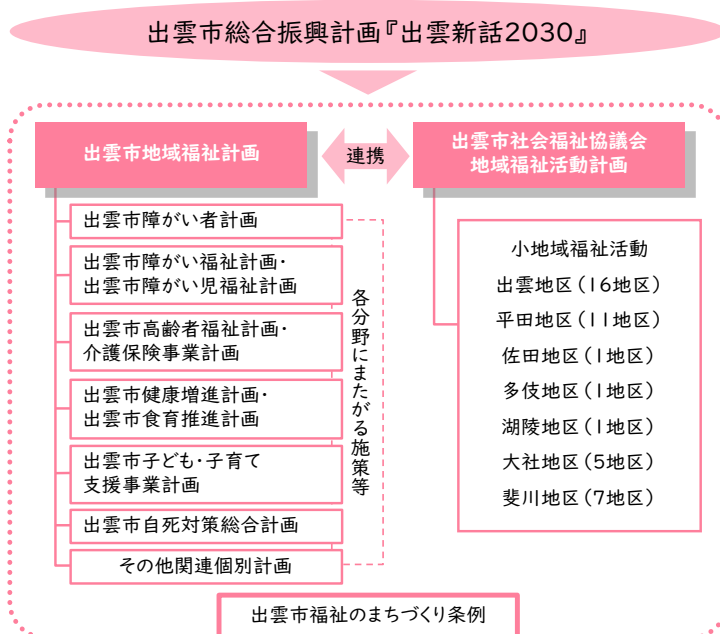 出雲市総合振興計画『出雲新話2030』
出雲市地域福祉計画
連携
出雲市社会福祉協議会
地域福祉活動計画
出雲市障がい者計画
出雲市障がい福祉計画・
出雲市障がい児福祉計画
出雲市高齢者福祉計画・
介護保険事業計画
出雲市健康増進計画・
出雲市食育推進計画
出雲市子ども・子育て
支援事業計画
出雲市自死対策総合計画
その他関連個別計画
各分野にまたがる施策等
小地域福祉活動
出雲地区(16地区)
平田地区(11地区)
佐田地区(1地区)
多伎地区(1地区)
湖陵地区(1地区)
大社地区(5地区)
斐川地区(7地区)
出雲市福祉のまちづくり条例